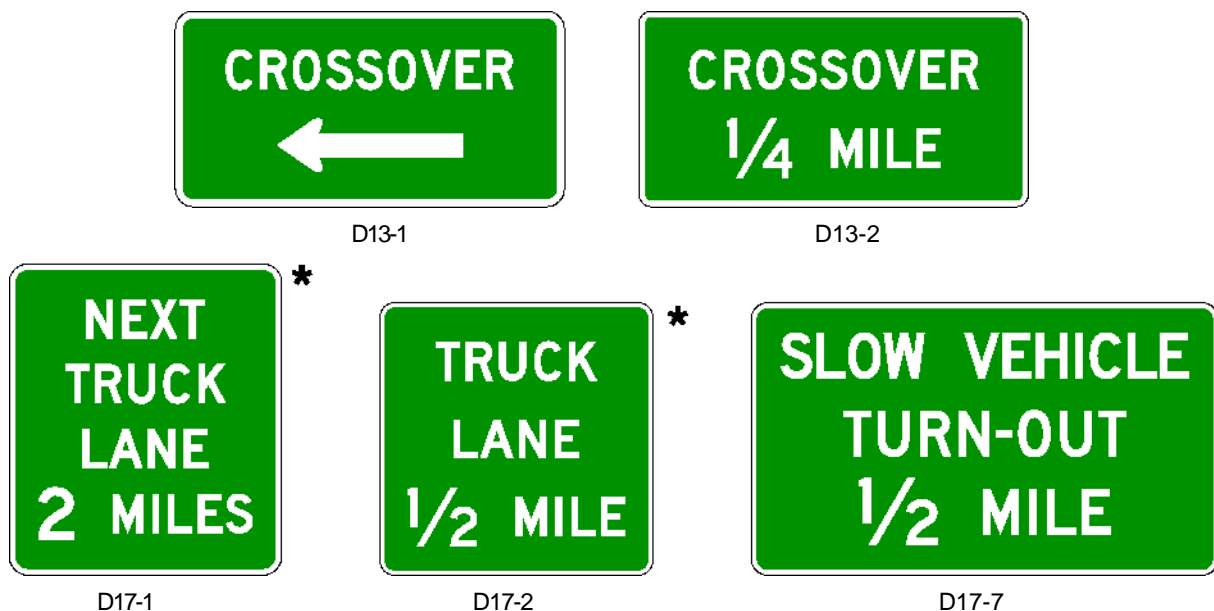 CROSSOVER
CROSSOVER
1/4 MILE
D13-1
D13-2
NEXT
TRUCK
LANE
2 MILES
*
TRUCK
LANE
1/2 MILE
*
SLOW VEHICLE
TURN-OUT
1/2 MILE
D17-1
D17-2
D17-7